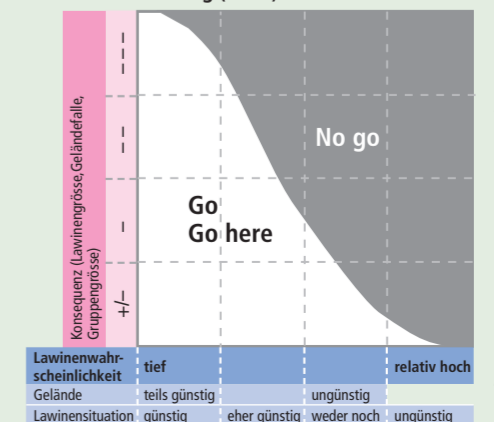 Konsequenz (Lawinengrösse, Geländefalle,
Gruppengrösse)
– – –
– –
–
+/–
No go
Go
Go here
Lawinenwahr-
scheinlichkeit tief relativ hoch
Gelände teils günstig ungünstig
Lawinensituation günstig eher günstig weder noch ungünstig